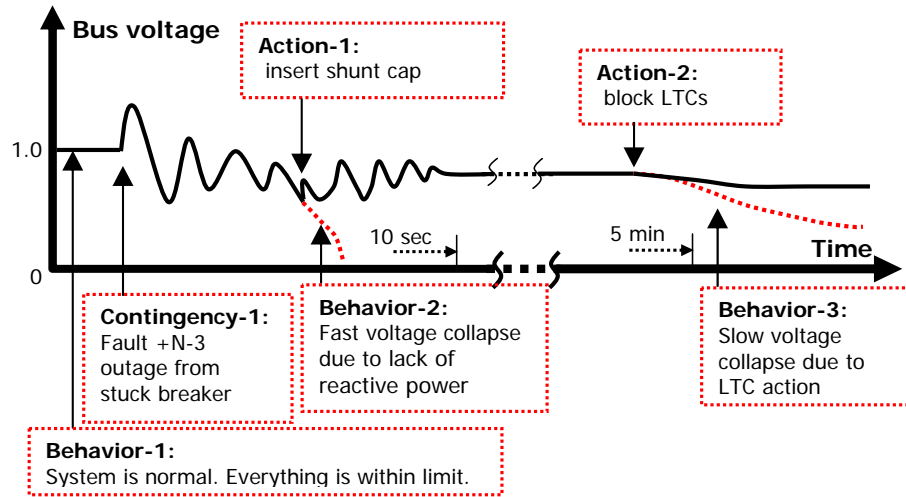 Bus voltage
Action-1:
insert shunt cap
Action-2:
block LTCs
1.0
10 sec
5 min
Time
0
Contingency-1:
Fault +N-3
outage from
stuck breaker
Behavior-2:
Fast voltage collapse
due to lack of
reactive power
Behavior-3:
Slow voltage
collapse due to
LTC action
Behavior-1:
System is normal. Everything is within limit.